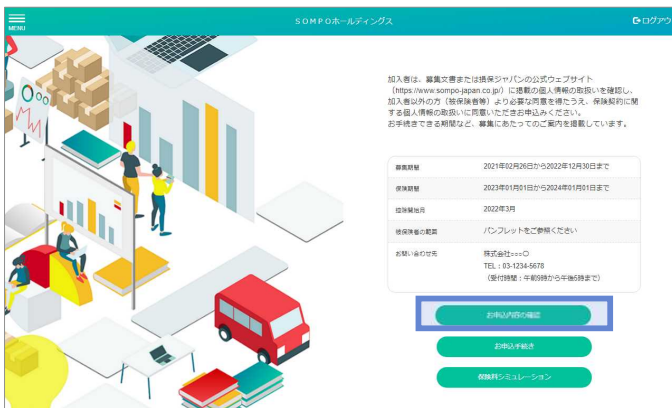 MENU
SOMPOホールディングス
ログアウ
加入者は、募集文書または損保ジャパンの公式ウェブサイト
（https://www.sompo-japan.co.jp/）に掲載の個人情報の取扱いを確認し、
加入者以外の方（被保険者等）より必要な同意を得たうえ、保険契約に関
する個人情報の取扱いに同意いただきお申込みください。
お手続きできる期間など、募集にあたってのご案内を掲載しています。
募集期間 2021年02月26日から2022年12月30日まで
保険期間 2023年01月01日から2024年01月01日まで
控除開始月 2022年3月
被保険者の範囲 パンフレットをご参照ください
お問い合わせ先 株式会社○○○○
TEL：03-1234-5678
（受付時間：午前9時から午後5時まで）
お申込内容の確認
お申込手続き
保険料シミュレーション